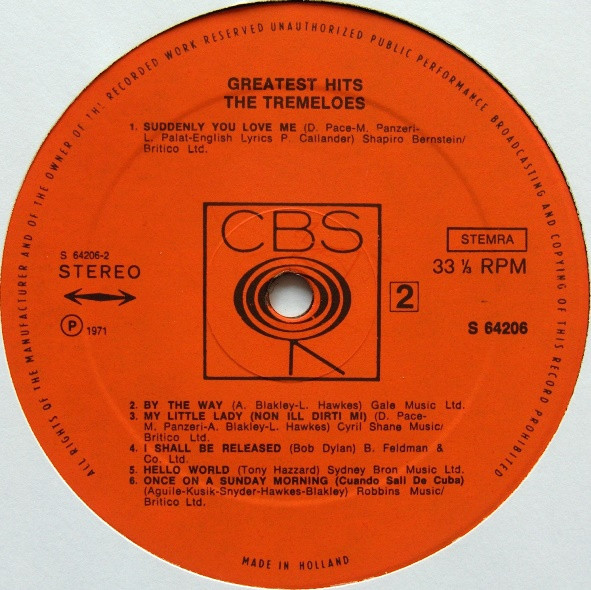 ALL RIGHTS OF THE MANUFACTURER AND OF THE OWNER OF THE RECORDED WORK RESERVED UNAUTHORIZED PUBLIC PERFORMANCE BROADCASTING AND COPYING OF THIS RECORD PROHIBITED
GREATEST HITS
THE TREMELOES
1. SUDDENLY YOU LOVE ME (D. Pace-M. Panzeri-
L. Palat-English Lyrics P. Callander) Shapiro Bernstein/
Britico Ltd.
CBS
S 64206-2
STEREO
Ⓟ 1971
STEMRA
33 ⅓ RPM
2
S 64206
2. BY THE WAY (A. Blakley-L. Hawkes) Gale Music Ltd.
3. MY LITTLE LADY (NON ILL DIRTI MI) (D. Pace-
M. Panzeri-A. Blakley-L. Hawkes) Cyril Shane Music/
Britico Ltd.
4. I SHALL BE RELEASED (Bob Dylan) B. Feldman &
Co. Ltd.
5. HELLO WORLD (Tony Hazzard) Sydney Bron Music Ltd.
6. ONCE ON A SUNDAY MORNING (Cuando Sali De Cuba)
(Aguile-Kusik-Snyder-Hawkes-Blakley) Robbins Music/
Britico Ltd.
MADE IN HOLLAND